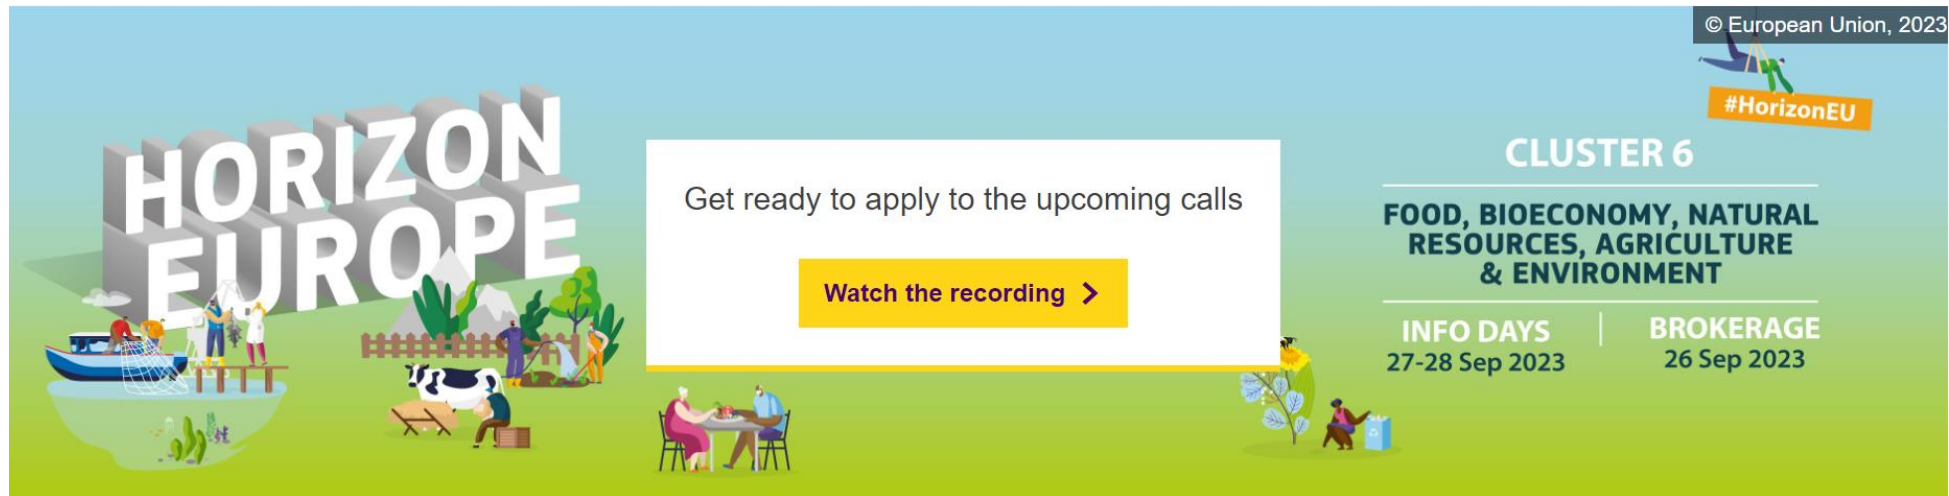 © European Union, 2023
#HorizonEU
HORIZON
EUROPE
Get ready to apply to the upcoming calls
Watch the recording
CLUSTER 6
FOOD, BIOECONOMY, NATURAL
RESOURCES, AGRICULTURE
& ENVIRONMENT
INFO DAYS
27-28 Sep 2023
BROKERAGE
26 Sep 2023